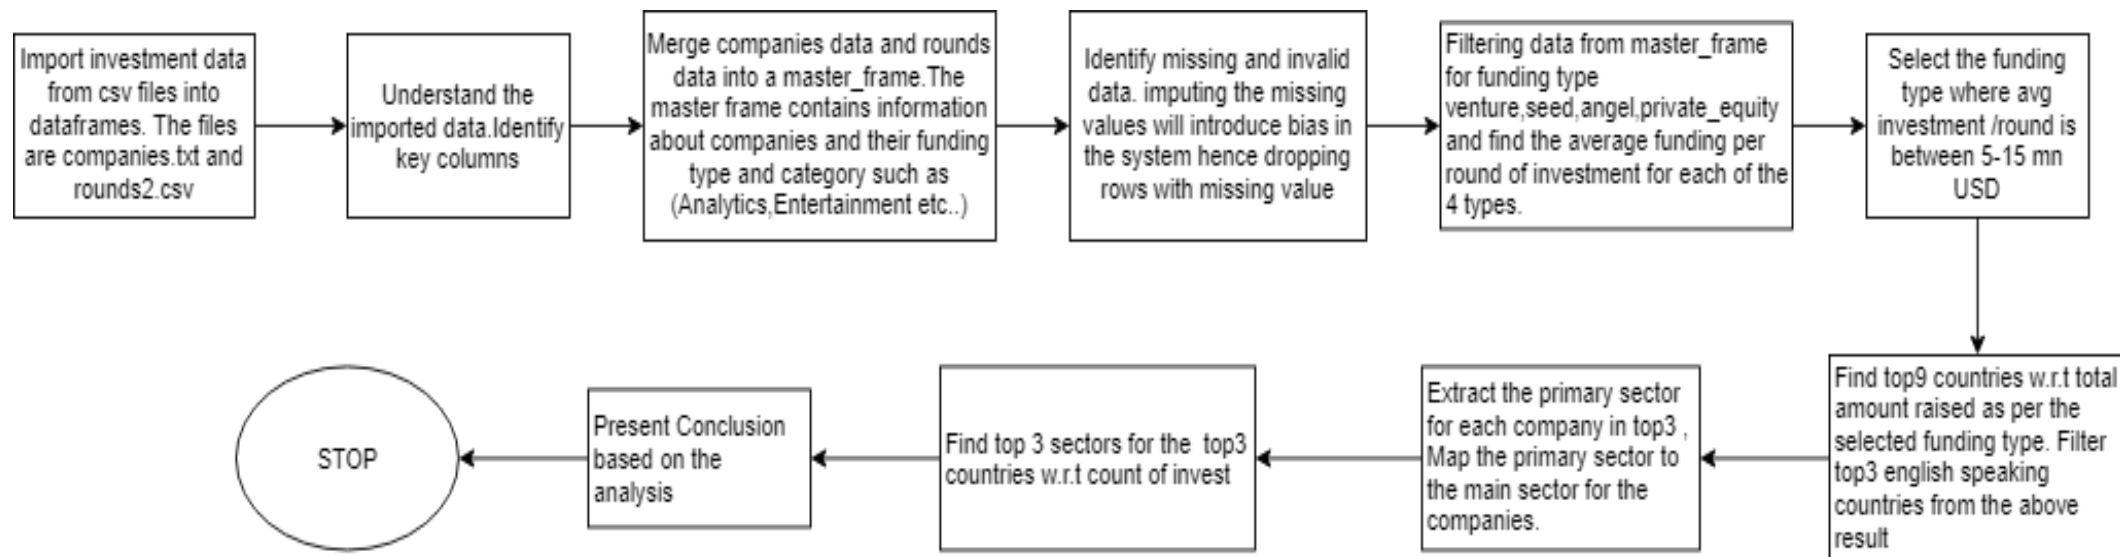 Import investment data
from csv files into
dataframes. The files
are companies.txt and
rounds2.csv
Understand the
imported data.Identify
key columns
Merge companies data and rounds
data into a master_frame.The
master frame contains information
about companies and their funding
type and category such as
(Analytics,Entertainment etc..)
Identify missing and invalid
data. imputing the missing
values will introduce bias in
the system hence dropping
rows with missing value
Filtering data from master_frame
for funding type
venture,seed,angel,private_equity
and find the average funding per
round of investment for each of the
4 types.
Select the funding
type where avg
investment /round is
between 5-15 mn
USD
Find top9 countries w.r.t total
amount raised as per the
selected funding type. Filter
top3 english speaking
countries from the above
result
Extract the primary sector
for each company in top3 ,
Map the primary sector to
the main sector for the
companies.
Find top 3 sectors for the top3
countries w.r.t count of invest
Present Conclusion
based on the
analysis
STOP